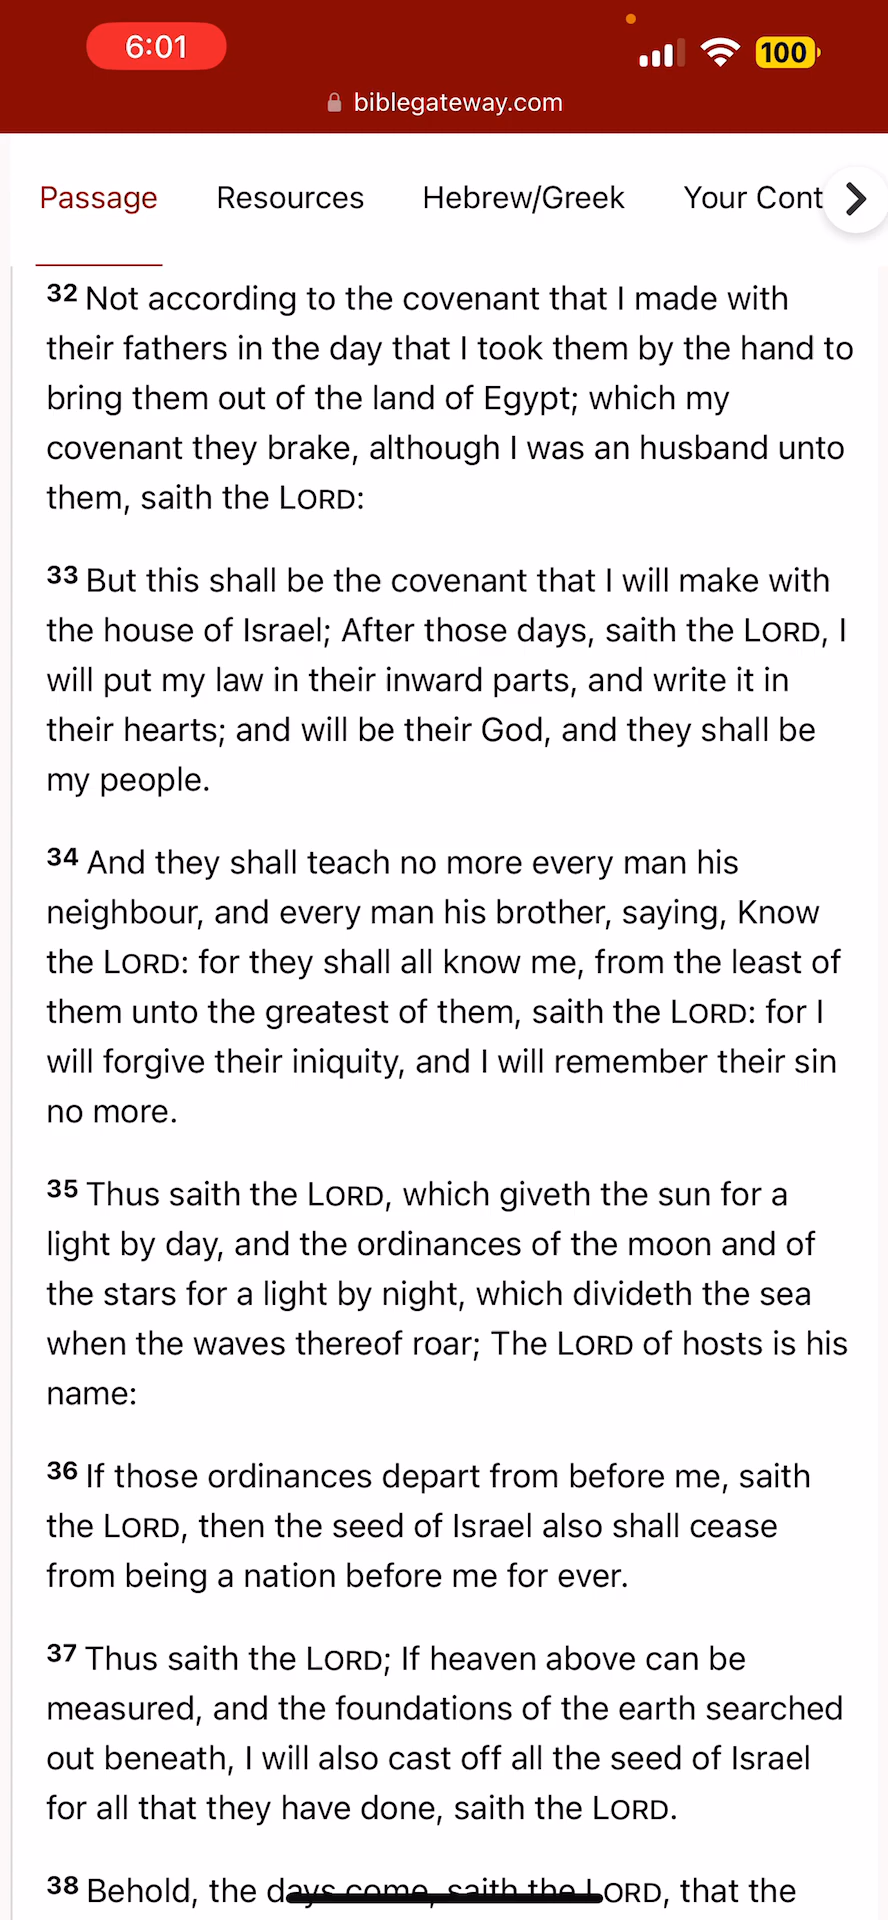 6:01
100
biblegateway.com
Passage Resources Hebrew/Greek Your Cont
32 Not according to the covenant that I made with
their fathers in the day that I took them by the hand to
bring them out of the land of Egypt; which my
covenant they brake, although I was an husband unto
them, saith the LORD:
33 But this shall be the covenant that I will make with
the house of Israel; After those days, saith the LORD, I
will put my law in their inward parts, and write it in
their hearts; and will be their God, and they shall be
my people.
34 And they shall teach no more every man his
neighbour, and every man his brother, saying, Know
the LORD: for they shall all know me, from the least of
them unto the greatest of them, saith the LORD: for I
will forgive their iniquity, and I will remember their sin
no more.
35 Thus saith the LORD, which giveth the sun for a
light by day, and the ordinances of the moon and of
the stars for a light by night, which divideth the sea
when the waves thereof roar; The LORD of hosts is his
name:
36 If those ordinances depart from before me, saith
the LORD, then the seed of Israel also shall cease
from being a nation before me for ever.
37 Thus saith the LORD; If heaven above can be
measured, and the foundations of the earth searched
out beneath, I will also cast off all the seed of Israel
for all that they have done, saith the LORD.
38 Behold, the days come, saith the LORD, that the